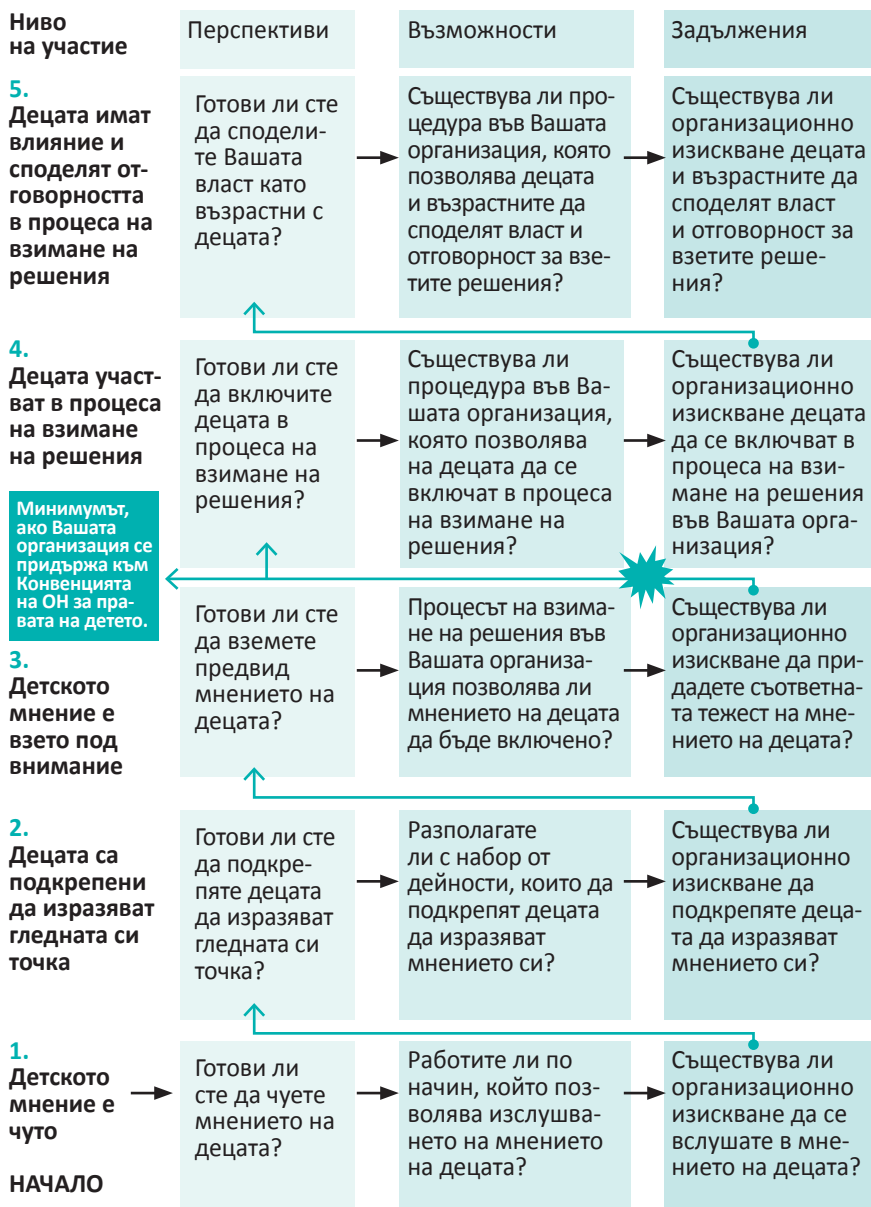 Ниво
на участие
Перспективи
Възможности
Задължения
5.
Децата имат
влияние и
споделят от-
говорността
в процеса на
взимане на
решения
Готови ли сте
да сподели-
те Вашата
власт като
възрастни с
децата?
Съществува ли про-
цедура във Вашата
организация, която
позволява децата
и възрастните да
споделят власт и
отговорност за взе-
тите решения?
Съществува ли
организационно
изискване децата
и възрастните да
споделят власт
и отговорност за
взетите реше-
ния?
4.
Децата участ-
ват в процеса
на взимане
на решения
Готови ли сте
да включите
децата в
процеса на
взимане на
решения?
Съществува ли
процедура във Ва-
шата организация,
която позволява
на децата да се
включат в процеса
на взимане на
решения?
Съществува ли
организационно
изискване децата
да се включват в
процеса на взи-
мане на решения
във Вашата орга-
низация?
Минимумът,
ако Вашата
организация се
придържа към
Конвенцията
на ОН за пра-
вата на детето.
3.
Детското
мнение е
взето под
внимание
Готови ли сте
да вземете
предвид
мнението на
децата?
Процесът на взима-
не на решения във
Вашата организа-
ция позволява ли
мнението на децата
да бъде включено?
Съществува ли
организационно
изискване да при-
дадете съответна-
та тежест на мне-
нието на децата?
2.
Децата са
подкрепени
да изразяват
гледната си
точка
Готови ли сте
да подкре-
пяте децата
да изразяват
гледната си
точка?
Разполагате
ли с набор от
дейности, които да
подкрепят децата
да изразяват
мнението си?
Съществува ли
организационно
изискване да
подкрепяте деца-
та да изразяват
мнението си?
1.
Детското
мнение е
чуто
Готови ли
сте да чуете
мнението на
децата?
Работите ли по
начин, който поз-
волява изслушва-
нето на мнението
на децата?
Съществува ли
организационно
изискване да се
вслушате в мне-
нието на децата?
НАЧАЛО